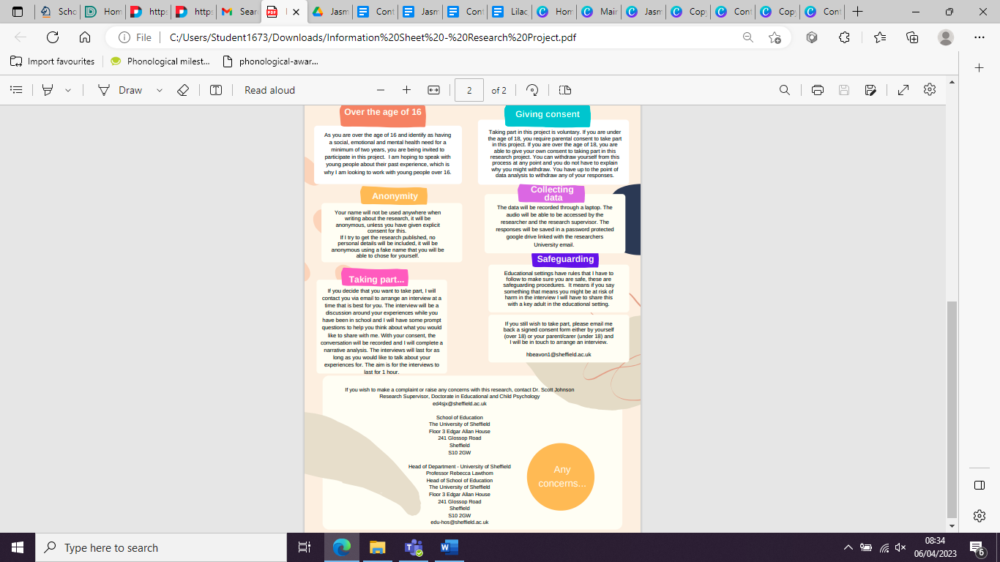 Scho
Hom
https
https
Sear
Jasm
Cont
Jasm
Cont
Lilac
Hom
Main
Jasm
Copy
Cont
Copy
Cont
File
C:/Users/Student1673/Downloads/Information%20Sheet%20-%20Research%20Project.pdf
Import favourites
Phonological milest...
phonological-awar...
Draw
Read aloud
2
of 2
Over the age of 16
As you are over the age of 16 and identify as having
a social, emotional and mental health need for a
minimum of two years, you are being invited to
participate in this project. I am hoping to speak with
young people about their past experience, which is
why I am looking to work with young people over 16.
Giving consent
Taking part in this project is voluntary. If you are under
the age of 18, you require parental consent to take part
in this project. If you are over the age of 18, you are
able to give your own consent to taking part in this
research project. You can withdraw yourself from this
process at any point and you do not have to explain
why you might withdraw. You have up to the point of
data analysis to withdraw any of your responses.
Anonymity
Your name will not be used anywhere when
writing about the research, it will be
anonymous, unless you have given explicit
consent for this.
If I try to get the research published, no
personal details will be included, it will be
anonymous using a fake name that you will be
able to chose for yourself.
Collecting
data
The data will be recorded through a laptop. The
audio will be able to be accessed by the
researcher and the research supervisor. The
responses will be saved in a password protected
google drive linked with the researchers
University email.
Taking part...
If you decide that you want to take part, I will
contact you via email to arrange an interview at a
time that is best for you. The interview will be a
discussion around your experiences while you
have been in school and I will have some prompt
questions to help you think about what you would
like to share with me. With your consent, the
conversation will be recorded and I will complete a
narrative analysis. The interviews will last for as
long as you would like to talk about your
experiences for. The aim is for the interviews to
last for 1 hour.
Safeguarding
Educational settings have rules that I have to
follow to make sure you are safe, these are
safeguarding procedures. It means if you say
something that means you might be at risk of
harm in the interview I will have to share this
with a key adult in the educational setting.
If you still wish to take part, please email me
back a signed consent form either by yourself
(over 18) or your parent/carer (under 18) and
I will be in touch to arrange an interview.
hbeavon1@sheffield.ac.uk
If you wish to make a complaint or raise any concerns with this research, contact Dr. Scott Johnson
Research Supervisor, Doctorate in Educational and Child Psychology
ed4sjx@sheffield.ac.uk
School of Education
The University of Sheffield
Floor 3 Edgar Allan House
241 Glossop Road
Sheffield
S10 2GW
Head of Department - University of Sheffield
Professor Rebecca Lawthom
Head of School of Education
The University of Sheffield
Floor 3 Edgar Allan House
241 Glossop Road
Sheffield
S10 2GW
edu-hos@sheffield.ac.uk
Any
concerns...
Type here to search
08:34
06/04/2023
6